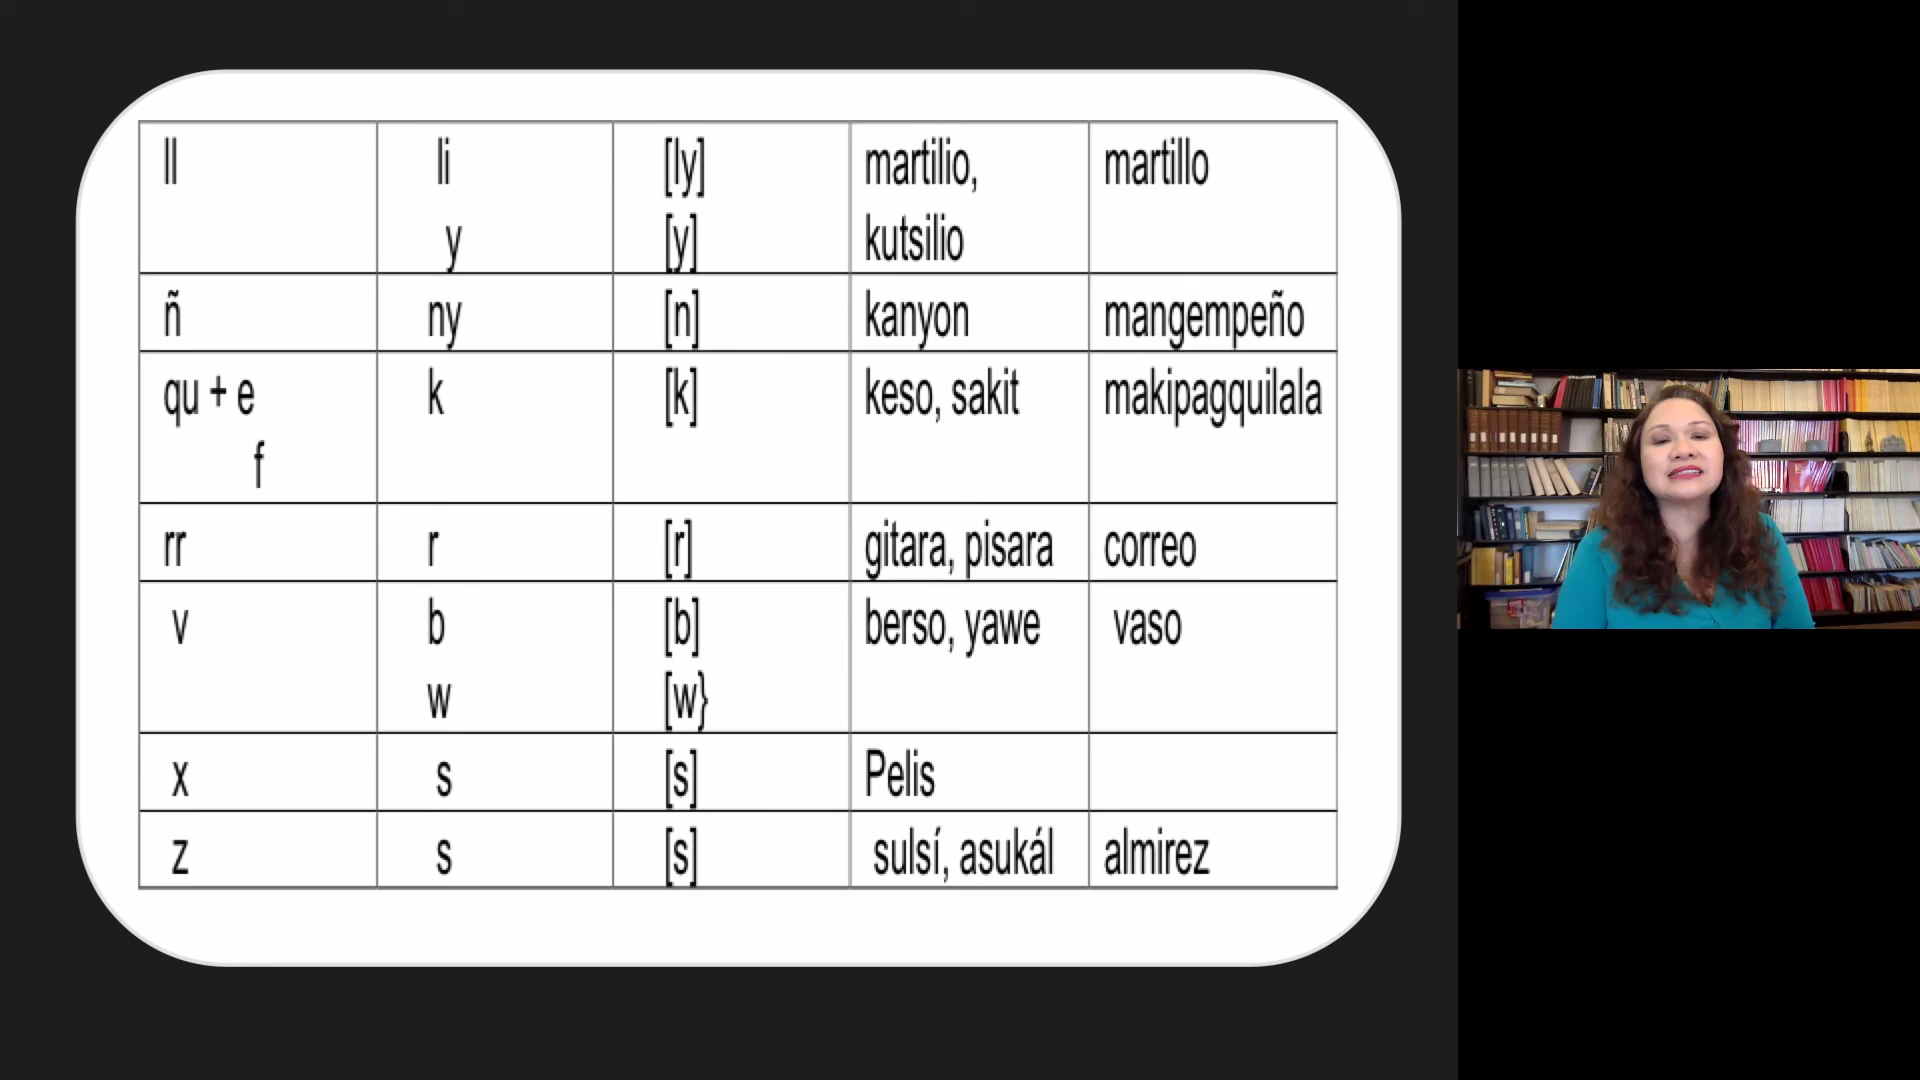 ll li [ly] martilio, martillo
y [y] kutsilio
ñ ny [n] kanyon mangempeño
qu + e k [k] keso, sakit makipagquilala
f
rr r [r] gitara, pisara correo
v b [b] berso, yawe vaso
w [w}
x s [s] Pelis
z s [s] sulsí, asukál almirez